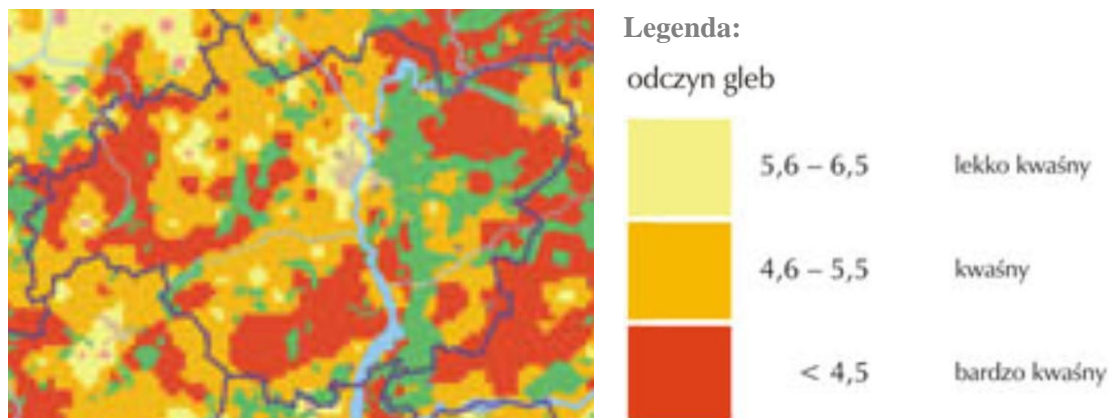 Legenda:
odczyn gleb
5,6 – 6,5 lekko kwaśny
4,6 – 5,5 kwaśny
< 4,5 bardzo kwaśny